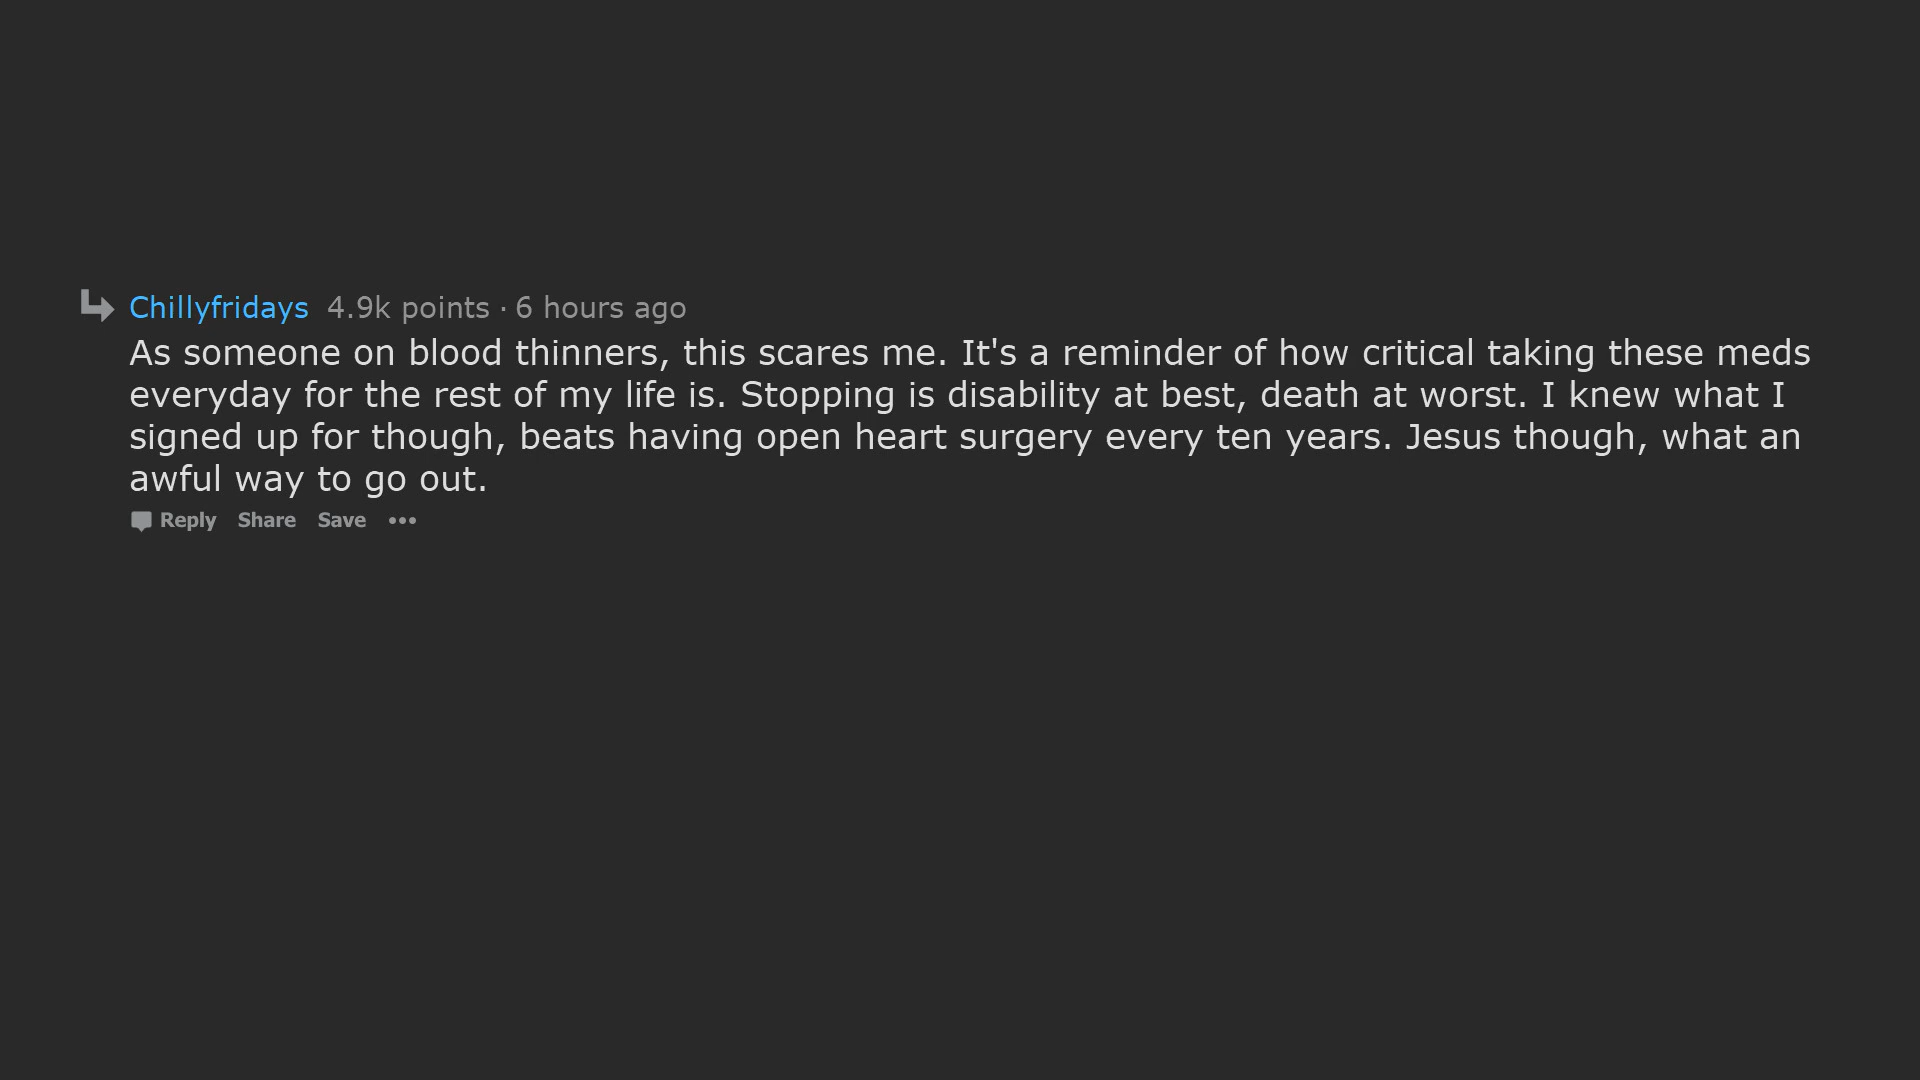 Chillyfridays 4.9k points · 6 hours ago
As someone on blood thinners, this scares me. It's a reminder of how critical taking these meds
everyday for the rest of my life is. Stopping is disability at best, death at worst. I knew what I
signed up for though, beats having open heart surgery every ten years. Jesus though, what an
awful way to go out.
Reply Share Save •••